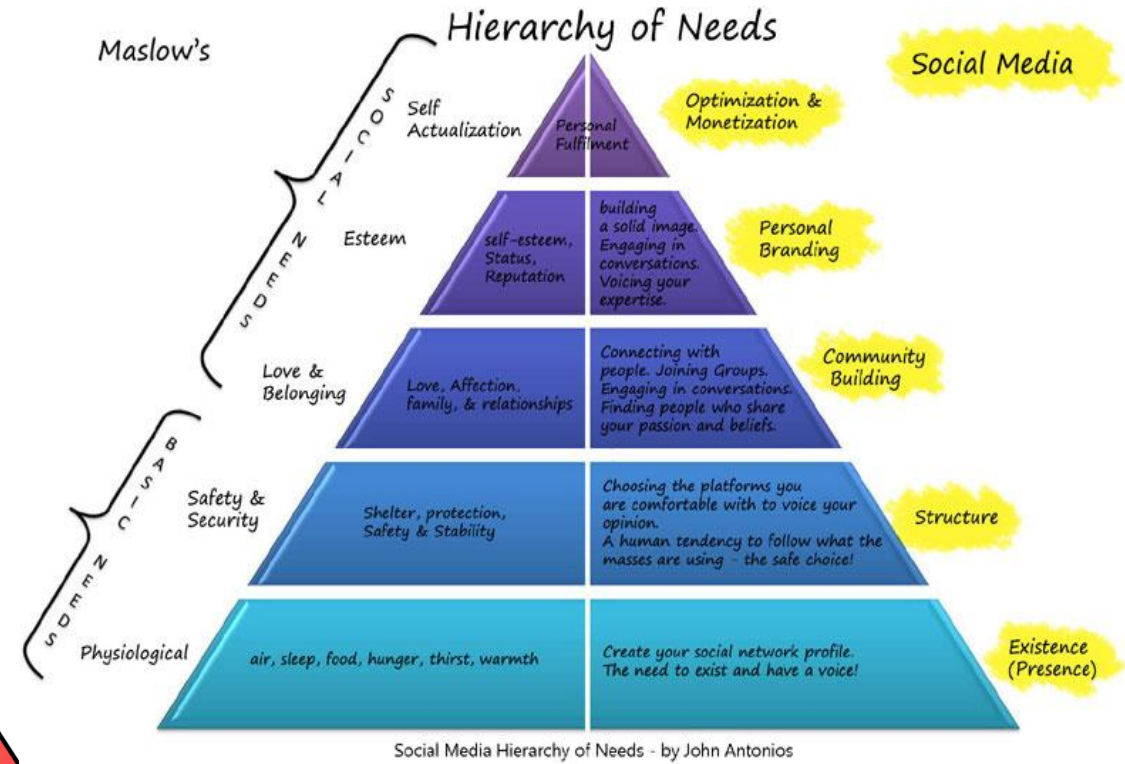 Hierarchy of Needs
Maslow's
Social Media
SOCIAL NEEDS
Self
Actualization
Personal
Fulfilment
Optimization &
Monetization
Esteem
self-esteem,
Status,
Reputation
building
a solid image.
Engaging in
conversations.
Voicing your
expertise.
Personal
Branding
Love &
Belonging
Love, Affection,
family, & relationships
Connecting with
people. Joining Groups.
Engaging in conversations.
Finding people who share
your passion and beliefs.
Community
Building
BASIC NEEDS
Safety &
Security
Shelter, protection,
Safety & Stability
Choosing the platforms you
are comfortable with to voice your
opinion.
A human tendency to follow what the
masses are using - the safe choice!
Structure
Physiological
air, sleep, food, hunger, thirst, warmth
Create your social network profile.
The need to exist and have a voice!
Existence
(Presence)
Social Media Hierarchy of Needs - by John Antonios